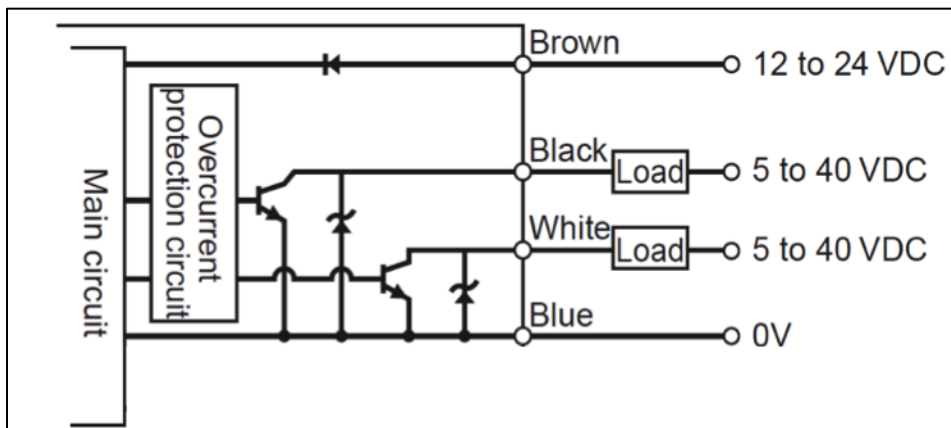 Brown
12 to 24 VDC
Main circuit
Overcurrent
protection circuit
Black
Load
5 to 40 VDC
White
Load
5 to 40 VDC
Blue
0V